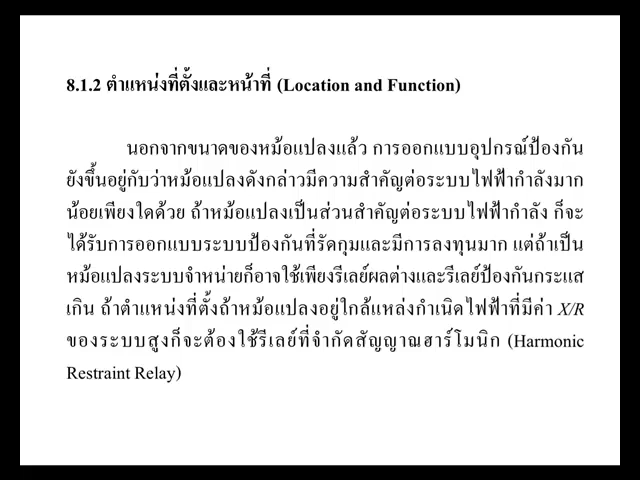 8.1.2 ตำแหน่งที่ตั้งและหน้าที่ (Location and Function)
นอกจากขนาดของหม้อแปลงแล้ว การออกแบบอุปกรณ์ป้องกัน
ยังขึ้นอยู่กับว่าหม้อแปลงดังกล่าวมีความสำคัญต่อระบบไฟฟ้ากำลังมาก
น้อยเพียงใดด้วย ถ้าหม้อแปลงเป็นส่วนสำคัญต่อระบบไฟฟ้ากำลัง ก็จะ
ได้รับการออกแบบระบบป้องกันที่รัดกุมและมีการลงทุนมาก แต่ถ้าเป็น
หม้อแปลงระบบจำหน่ายก็อาจใช้เพียงรีเลย์ผลต่างและรีเลย์ป้องกันกระแส
เกิน ถ้าตำแหน่งที่ตั้งถ้าหม้อแปลงอยู่ใกล้แหล่งกำเนิดไฟฟ้าที่มีค่า X/R
ของระบบสูงก็จะต้องใช้รีเลย์ที่จำกัดสัญญาณฮาร์โมนิก (Harmonic
Restraint Relay)